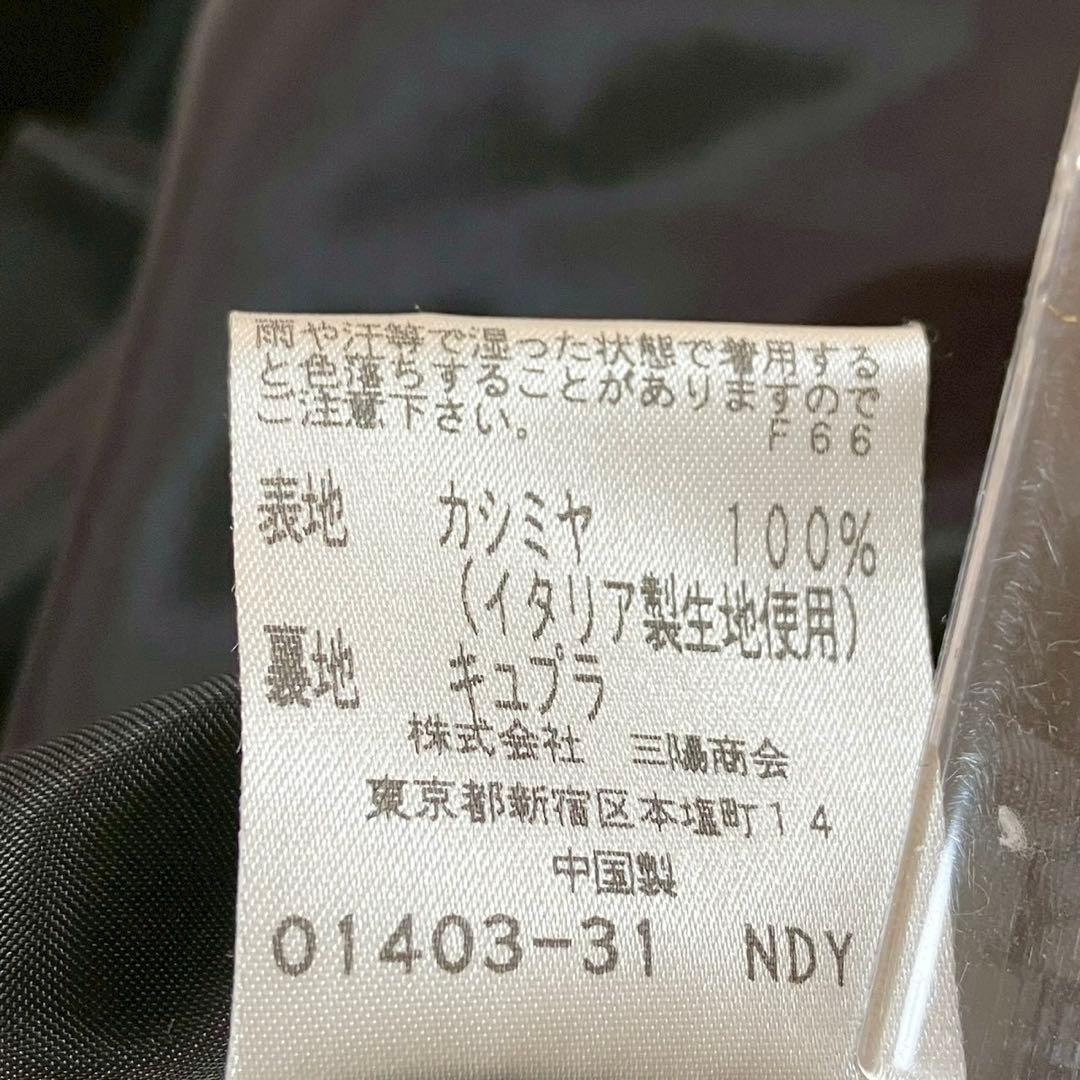 雨や汗等で湿った状態で着用する
と色落ちすることがありますので
ご注意下さい。 F66
表地 カシミヤ 100%
(イタリア製生地使用)
裏地 キュプラ
株式会社 三陽商会
東京都新宿区本塩町14
中国製
01403-31 NDY